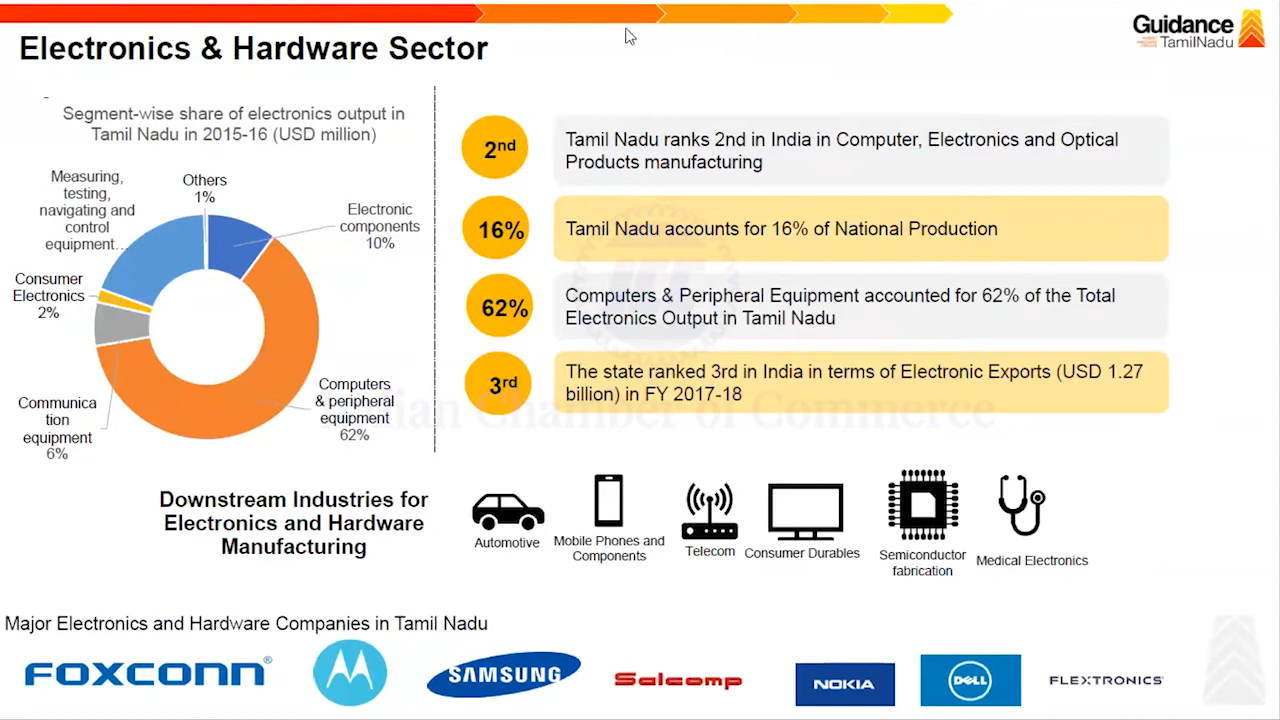 Guidance
TamilNadu
Electronics & Hardware Sector
Segment-wise share of electronics output in
Tamil Nadu in 2015-16 (USD million)
Measuring,
testing,
navigating and
control
equipment...
Others
1%
Electronic
components
10%
Consumer
Electronics
2%
Communica
tion
equipment
6%
Computers
& peripheral
equipment
62%
2nd
Tamil Nadu ranks 2nd in India in Computer, Electronics and Optical
Products manufacturing
16%
Tamil Nadu accounts for 16% of National Production
62%
Computers & Peripheral Equipment accounted for 62% of the Total
Electronics Output in Tamil Nadu
3rd
The state ranked 3rd in India in terms of Electronic Exports (USD 1.27
billion) in FY 2017-18
Chamber of Commerce
Downstream Industries for
Electronics and Hardware
Manufacturing
Automotive
Mobile Phones and
Components
Telecom
Consumer Durables
Semiconductor
fabrication
Medical Electronics
Major Electronics and Hardware Companies in Tamil Nadu
FOXCONN®
SAMSUNG
Salcomp
NOKIA
DELL
FLEXTRONICS